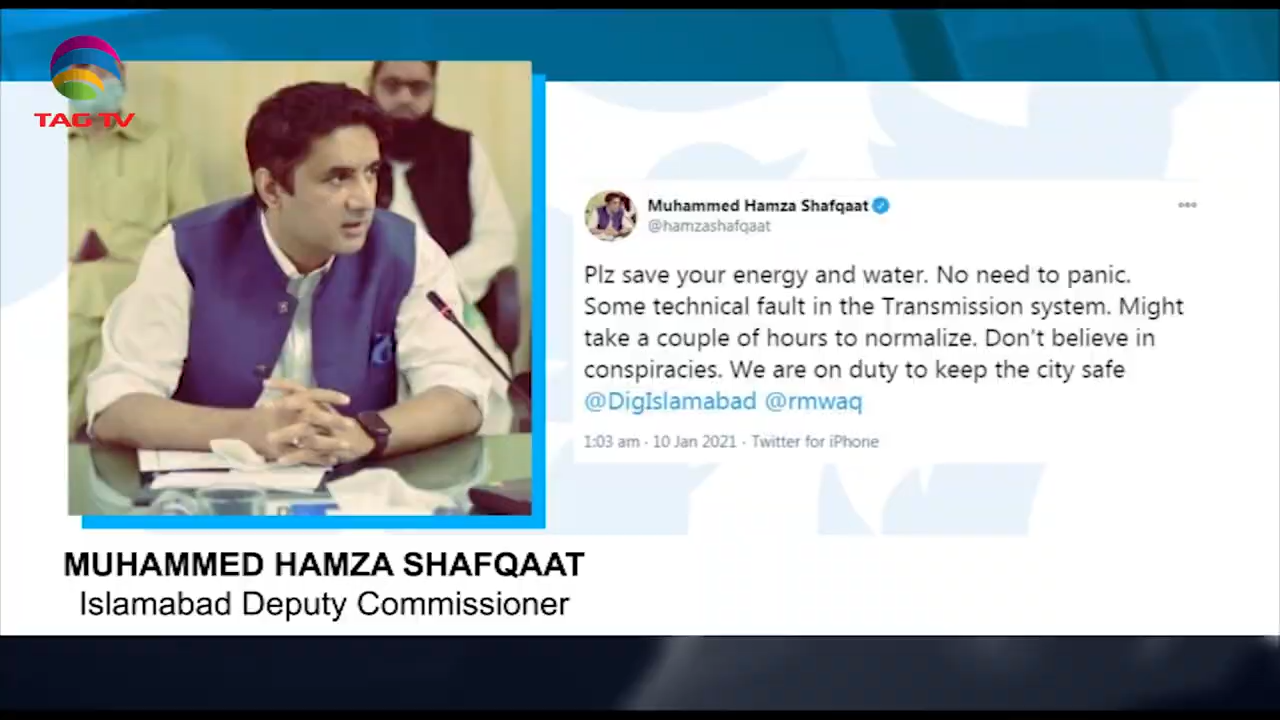 TAG TV
Muhammed Hamza Shafqaat
@hamzashafqaat
Plz save your energy and water. No need to panic.
Some technical fault in the Transmission system. Might
take a couple of hours to normalize. Don't believe in
conspiracies. We are on duty to keep the city safe
@DigIslamabad @rmwaq
1:03 am · 10 Jan 2021 · Twitter for iPhone
MUHAMMED HAMZA SHAFQAAT
Islamabad Deputy Commissioner